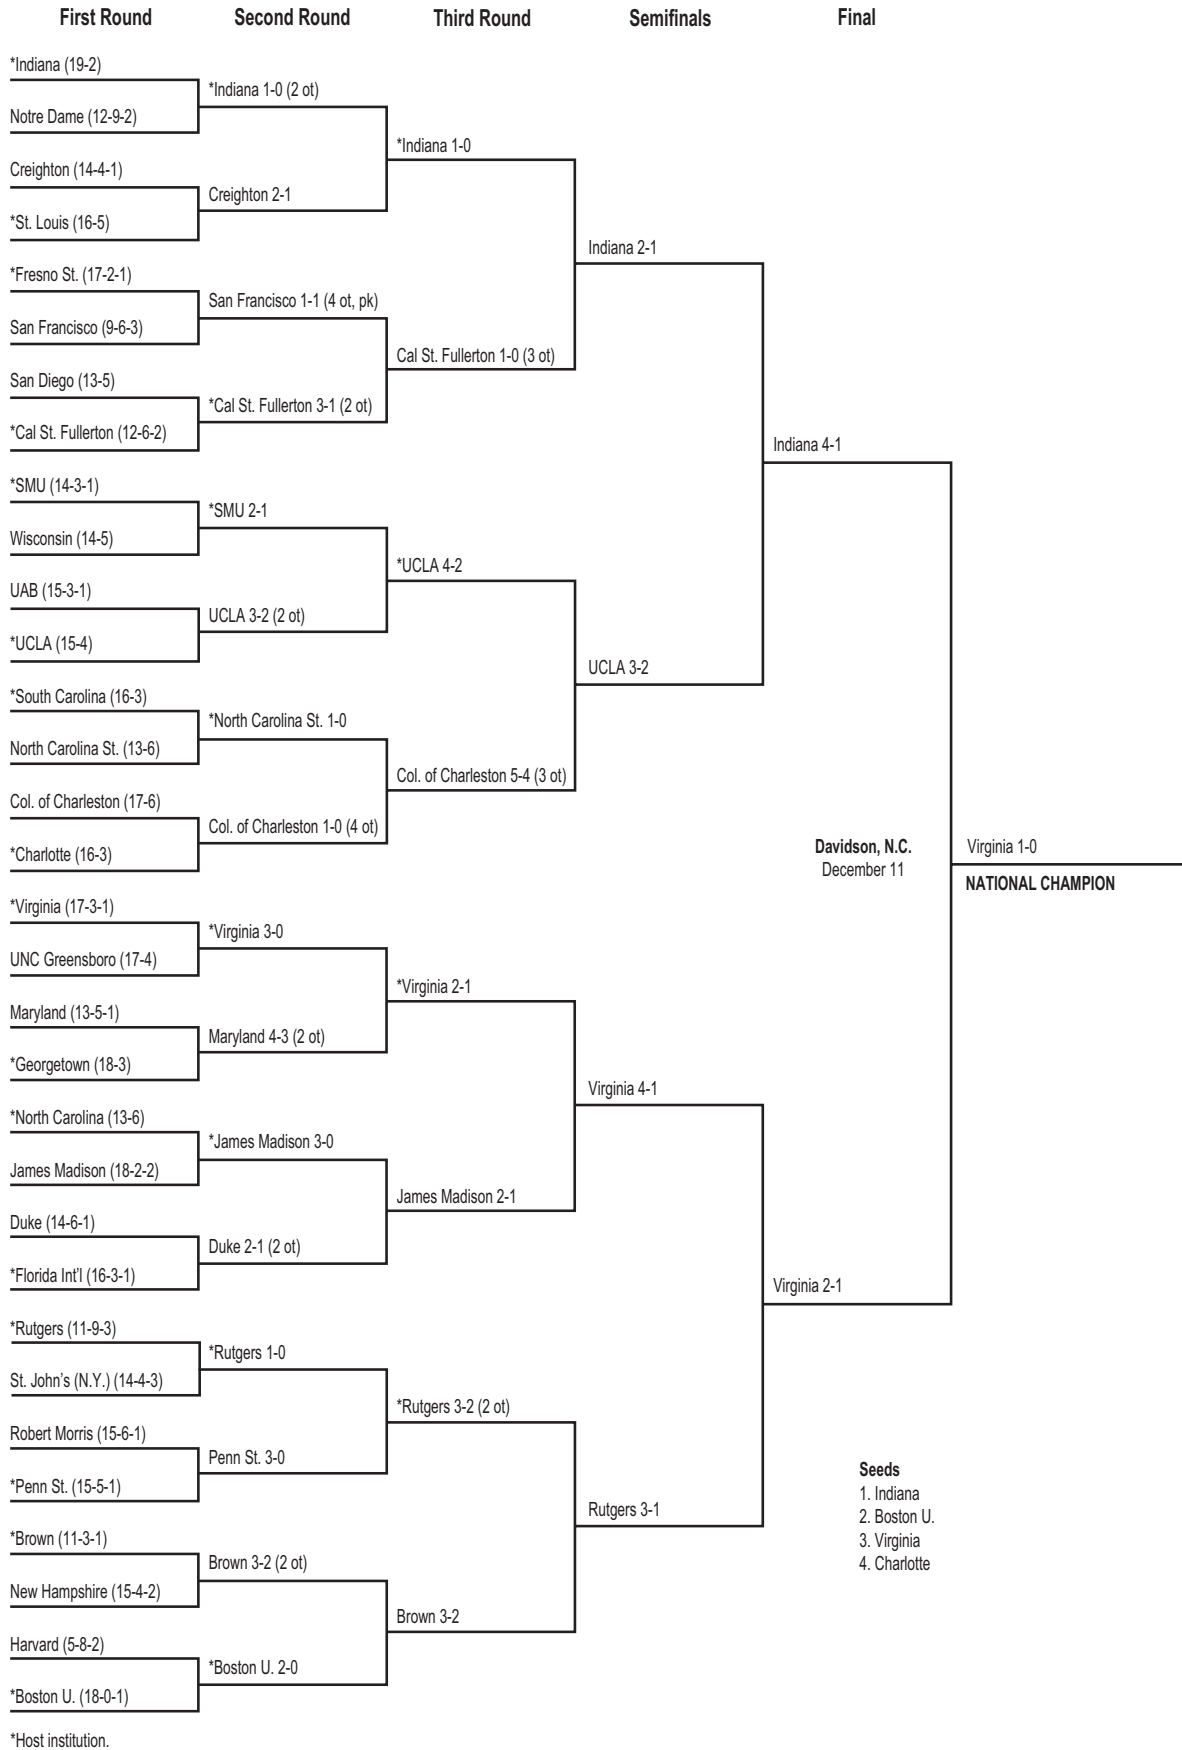 First Round Second Round Third Round Semifinals Final
*Indiana (19-2)
Notre Dame (12-9-2)
Creighton (14-4-1)
*St. Louis (16-5)
*Fresno St. (17-2-1)
San Francisco (9-6-3)
San Diego (13-5)
*Cal St. Fullerton (12-6-2)
*SMU (14-3-1)
Wisconsin (14-5)
UAB (15-3-1)
*UCLA (15-4)
*South Carolina (16-3)
North Carolina St. (13-6)
Col. of Charleston (17-6)
*Charlotte (16-3)
*Virginia (17-3-1)
UNC Greensboro (17-4)
Maryland (13-5-1)
*Georgetown (18-3)
*North Carolina (13-6)
James Madison (18-2-2)
Duke (14-6-1)
*Florida Int'l (16-3-1)
*Rutgers (11-9-3)
St. John's (N.Y.) (14-4-3)
Robert Morris (15-6-1)
*Penn St. (15-5-1)
*Brown (11-3-1)
New Hampshire (15-4-2)
Harvard (5-8-2)
*Boston U. (18-0-1)
*Indiana 1-0 (2 ot)
Creighton 2-1
San Francisco 1-1 (4 ot, pk)
*Cal St. Fullerton 3-1 (2 ot)
*SMU 2-1
UCLA 3-2 (2 ot)
*North Carolina St. 1-0
Col. of Charleston 1-0 (4 ot)
*Virginia 3-0
Maryland 4-3 (2 ot)
*James Madison 3-0
Duke 2-1 (2 ot)
*Rutgers 1-0
Penn St. 3-0
Brown 3-2 (2 ot)
*Boston U. 2-0
*Indiana 1-0
Cal St. Fullerton 1-0 (3 ot)
*UCLA 4-2
Col. of Charleston 5-4 (3 ot)
*Virginia 2-1
James Madison 2-1
*Rutgers 3-2 (2 ot)
Brown 3-2
Indiana 2-1
UCLA 3-2
Virginia 4-1
Rutgers 3-1
Indiana 4-1
Virginia 2-1
Davidson, N.C.
December 11
Virginia 1-0
NATIONAL CHAMPION
Seeds
1. Indiana
2. Boston U.
3. Virginia
4. Charlotte
*Host institution.